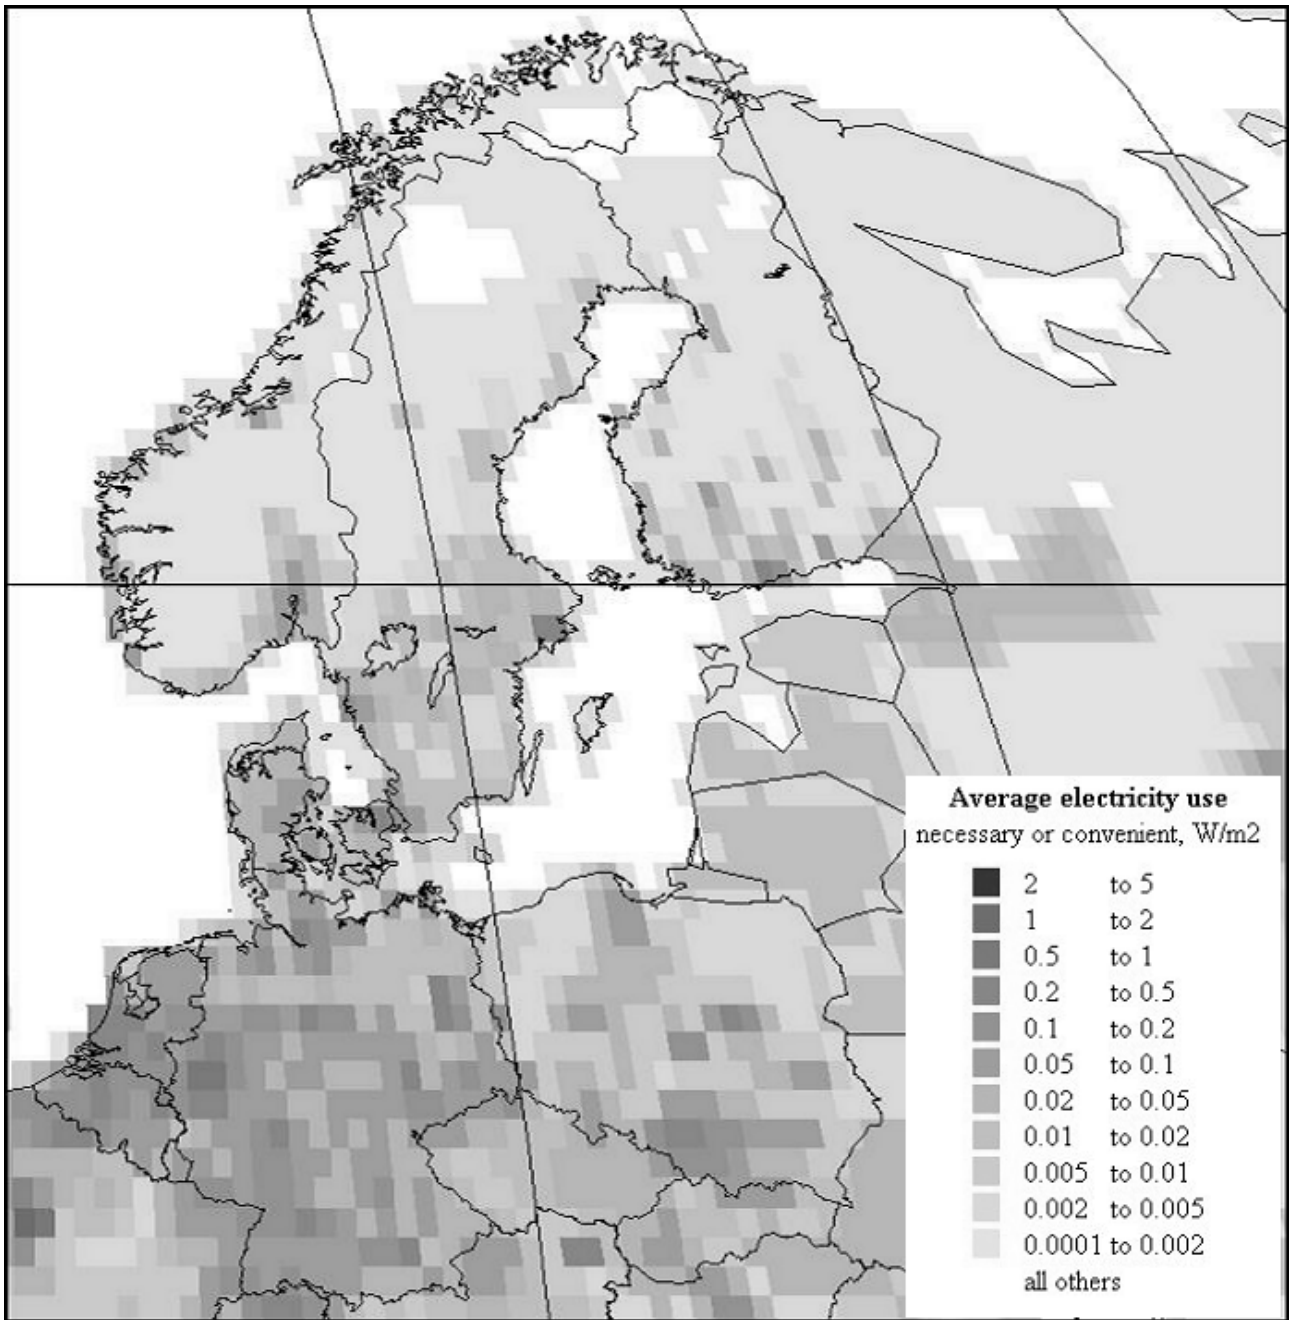 Average electricity use
necessary or convenient, W/m2
2 to 5
1 to 2
0.5 to 1
0.2 to 0.5
0.1 to 0.2
0.05 to 0.1
0.02 to 0.05
0.01 to 0.02
0.005 to 0.01
0.002 to 0.005
0.0001 to 0.002
all others